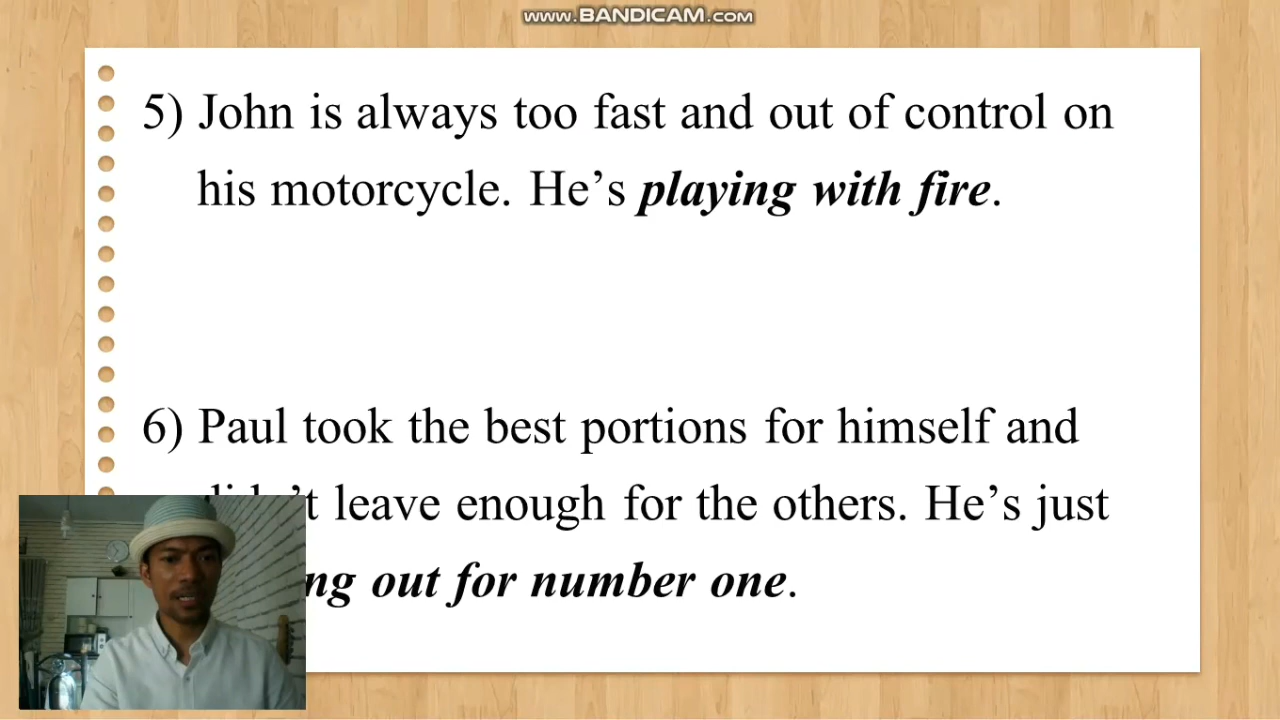 www.BANDICAM.com
5) John is always too fast and out of control on
his motorcycle. He’s playing with fire.
6) Paul took the best portions for himself and
leave enough for the others. He’s just
out for number one.